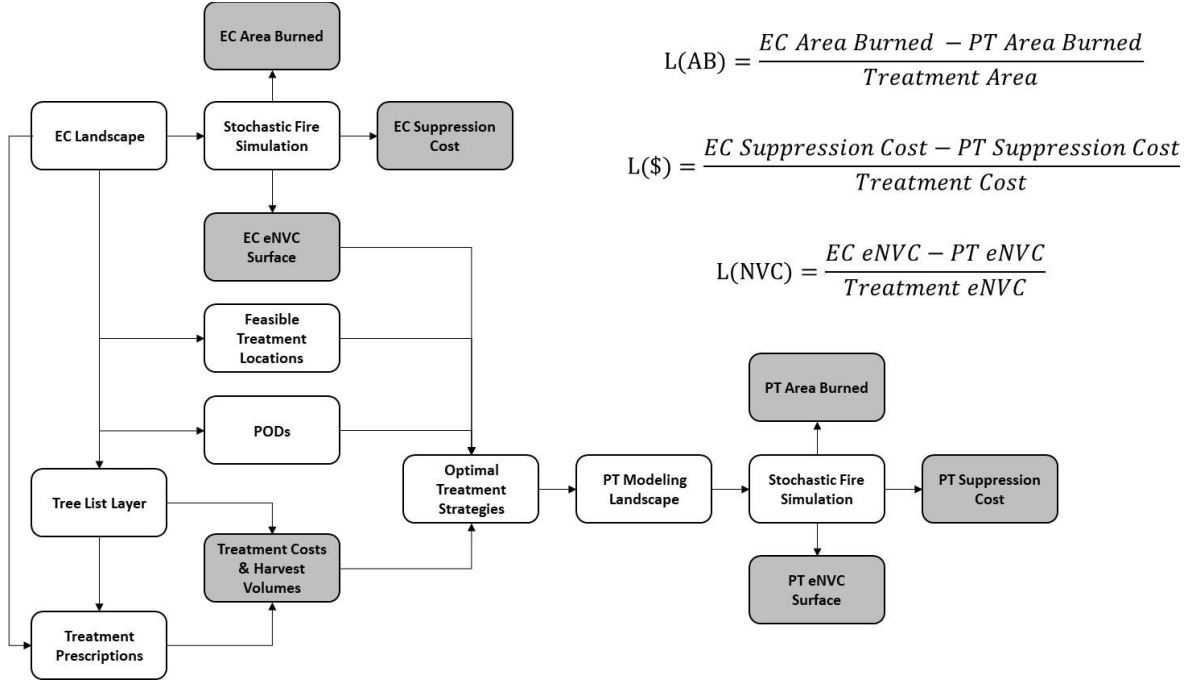 EC Area Burned
EC Landscape
Stochastic Fire
Simulation
EC Suppression
Cost
EC eNVC
Surface
Feasible
Treatment
Locations
PODs
Tree List Layer
Treatment Costs
& Harvest
Volumes
Treatment
Prescriptions
Optimal
Treatment
Strategies
PT Modeling
Landscape
PT Area Burned
Stochastic Fire
Simulation
PT Suppression
Cost
PT eNVC
Surface
L(AB) = EC Area Burned − PT Area Burned
Treatment Area
L($) = EC Suppression Cost − PT Suppression Cost
Treatment Cost
L(NVC) = EC eNVC − PT eNVC
Treatment eNVC